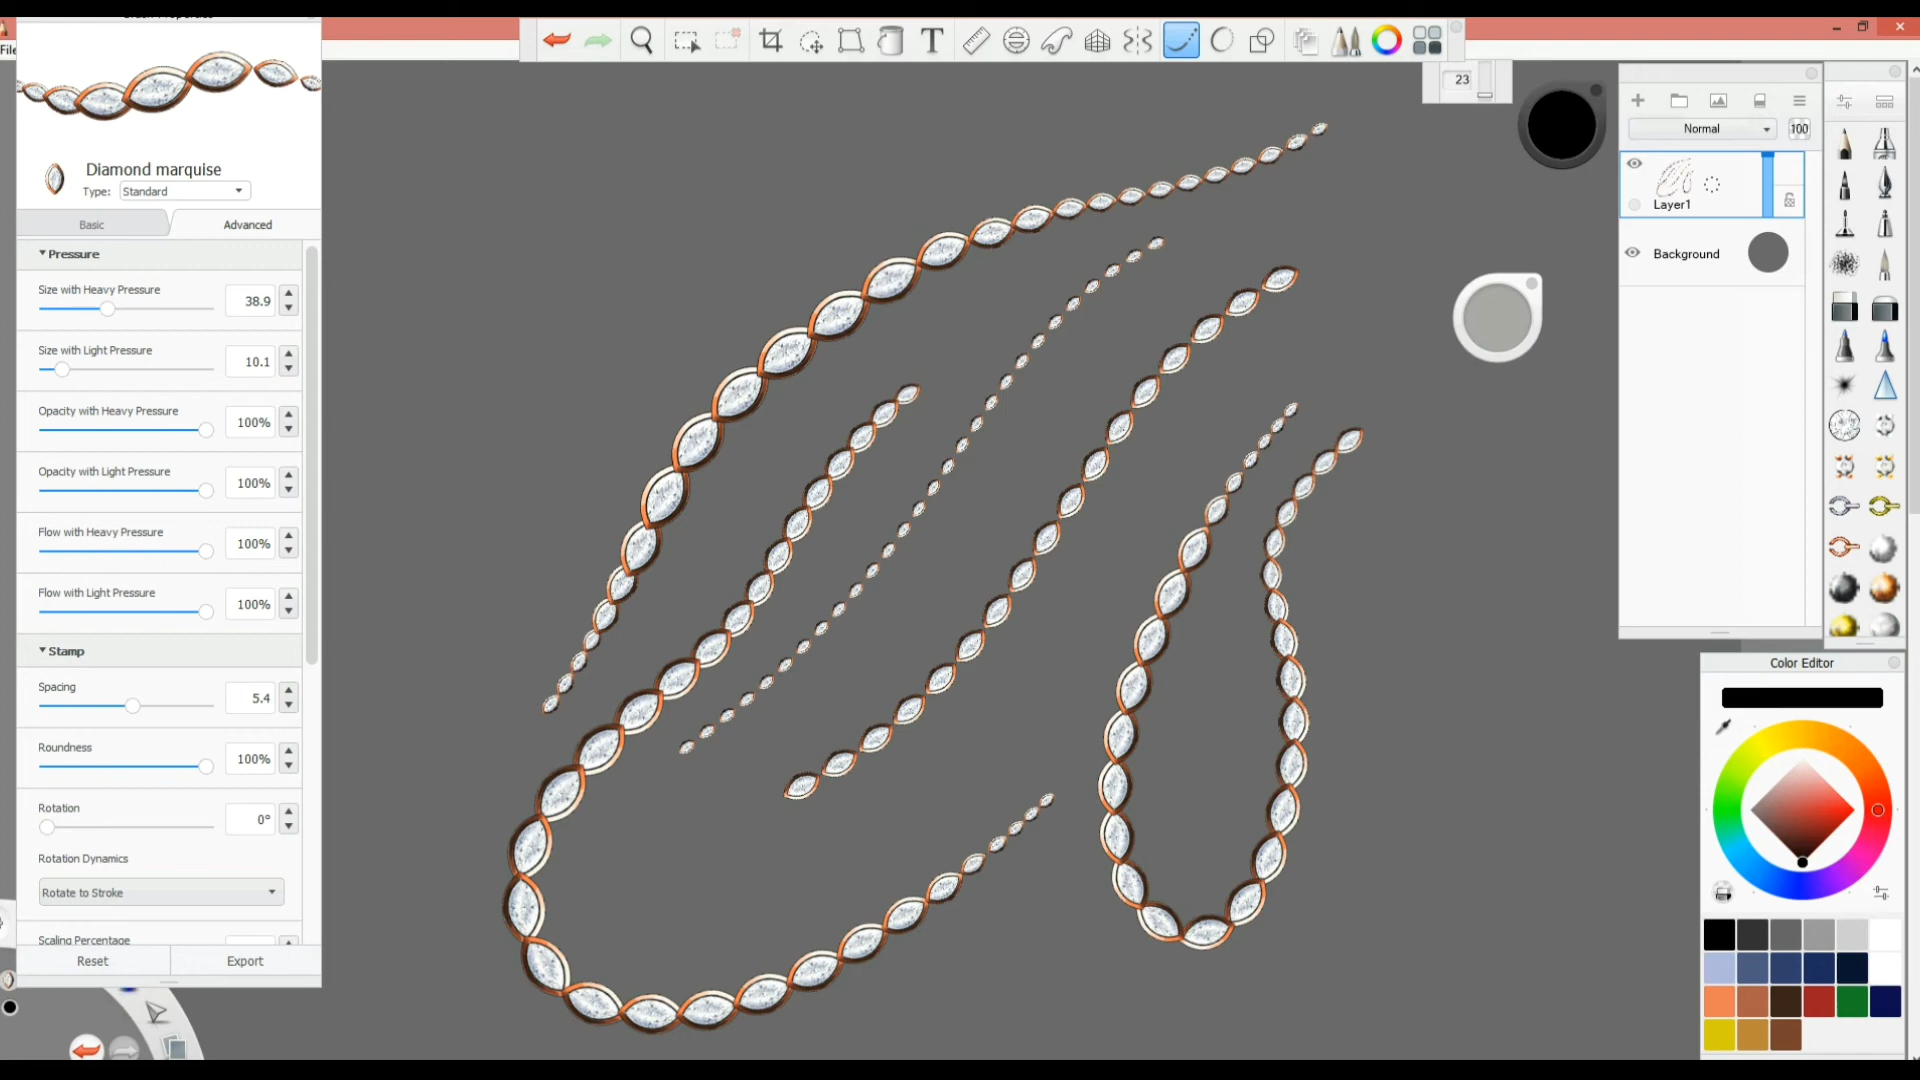 File
T
23
Diamond marquise
Type: Standard
Basic
Advanced
Pressure
Size with Heavy Pressure
38.9
Size with Light Pressure
10.1
Opacity with Heavy Pressure
100%
Opacity with Light Pressure
100%
Flow with Heavy Pressure
100%
Flow with Light Pressure
100%
Stamp
Spacing
5.4
Roundness
100%
Rotation
0°
Rotation Dynamics
Rotate to Stroke
Scaling Percentage
Reset
Export
Normal
100
Layer1
Background
Color Editor